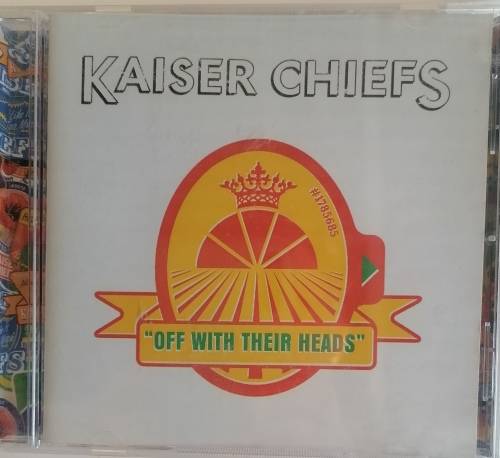 KAISER CHIEFS
#1785685
"OFF WITH THEIR HEADS"